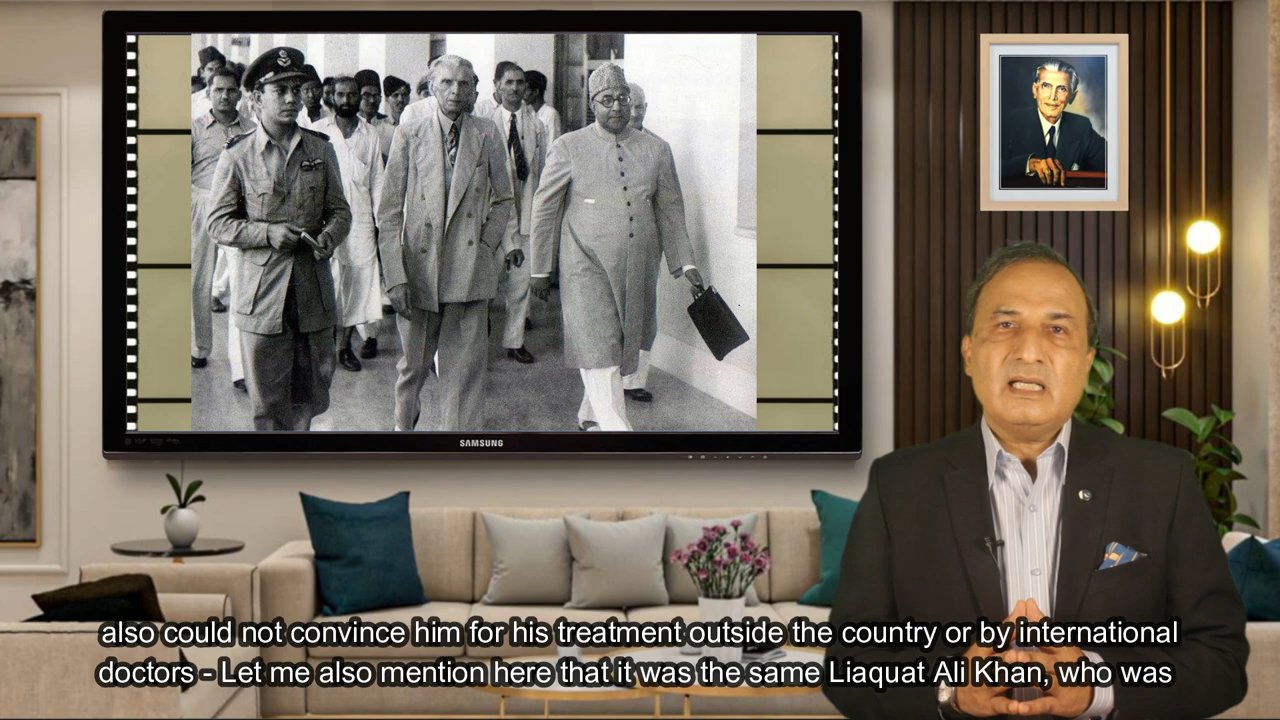 SAMSUNG
also could not convince him for his treatment outside the country or by international
doctors - Let me also mention here that it was the same Liaquat Ali Khan, who was